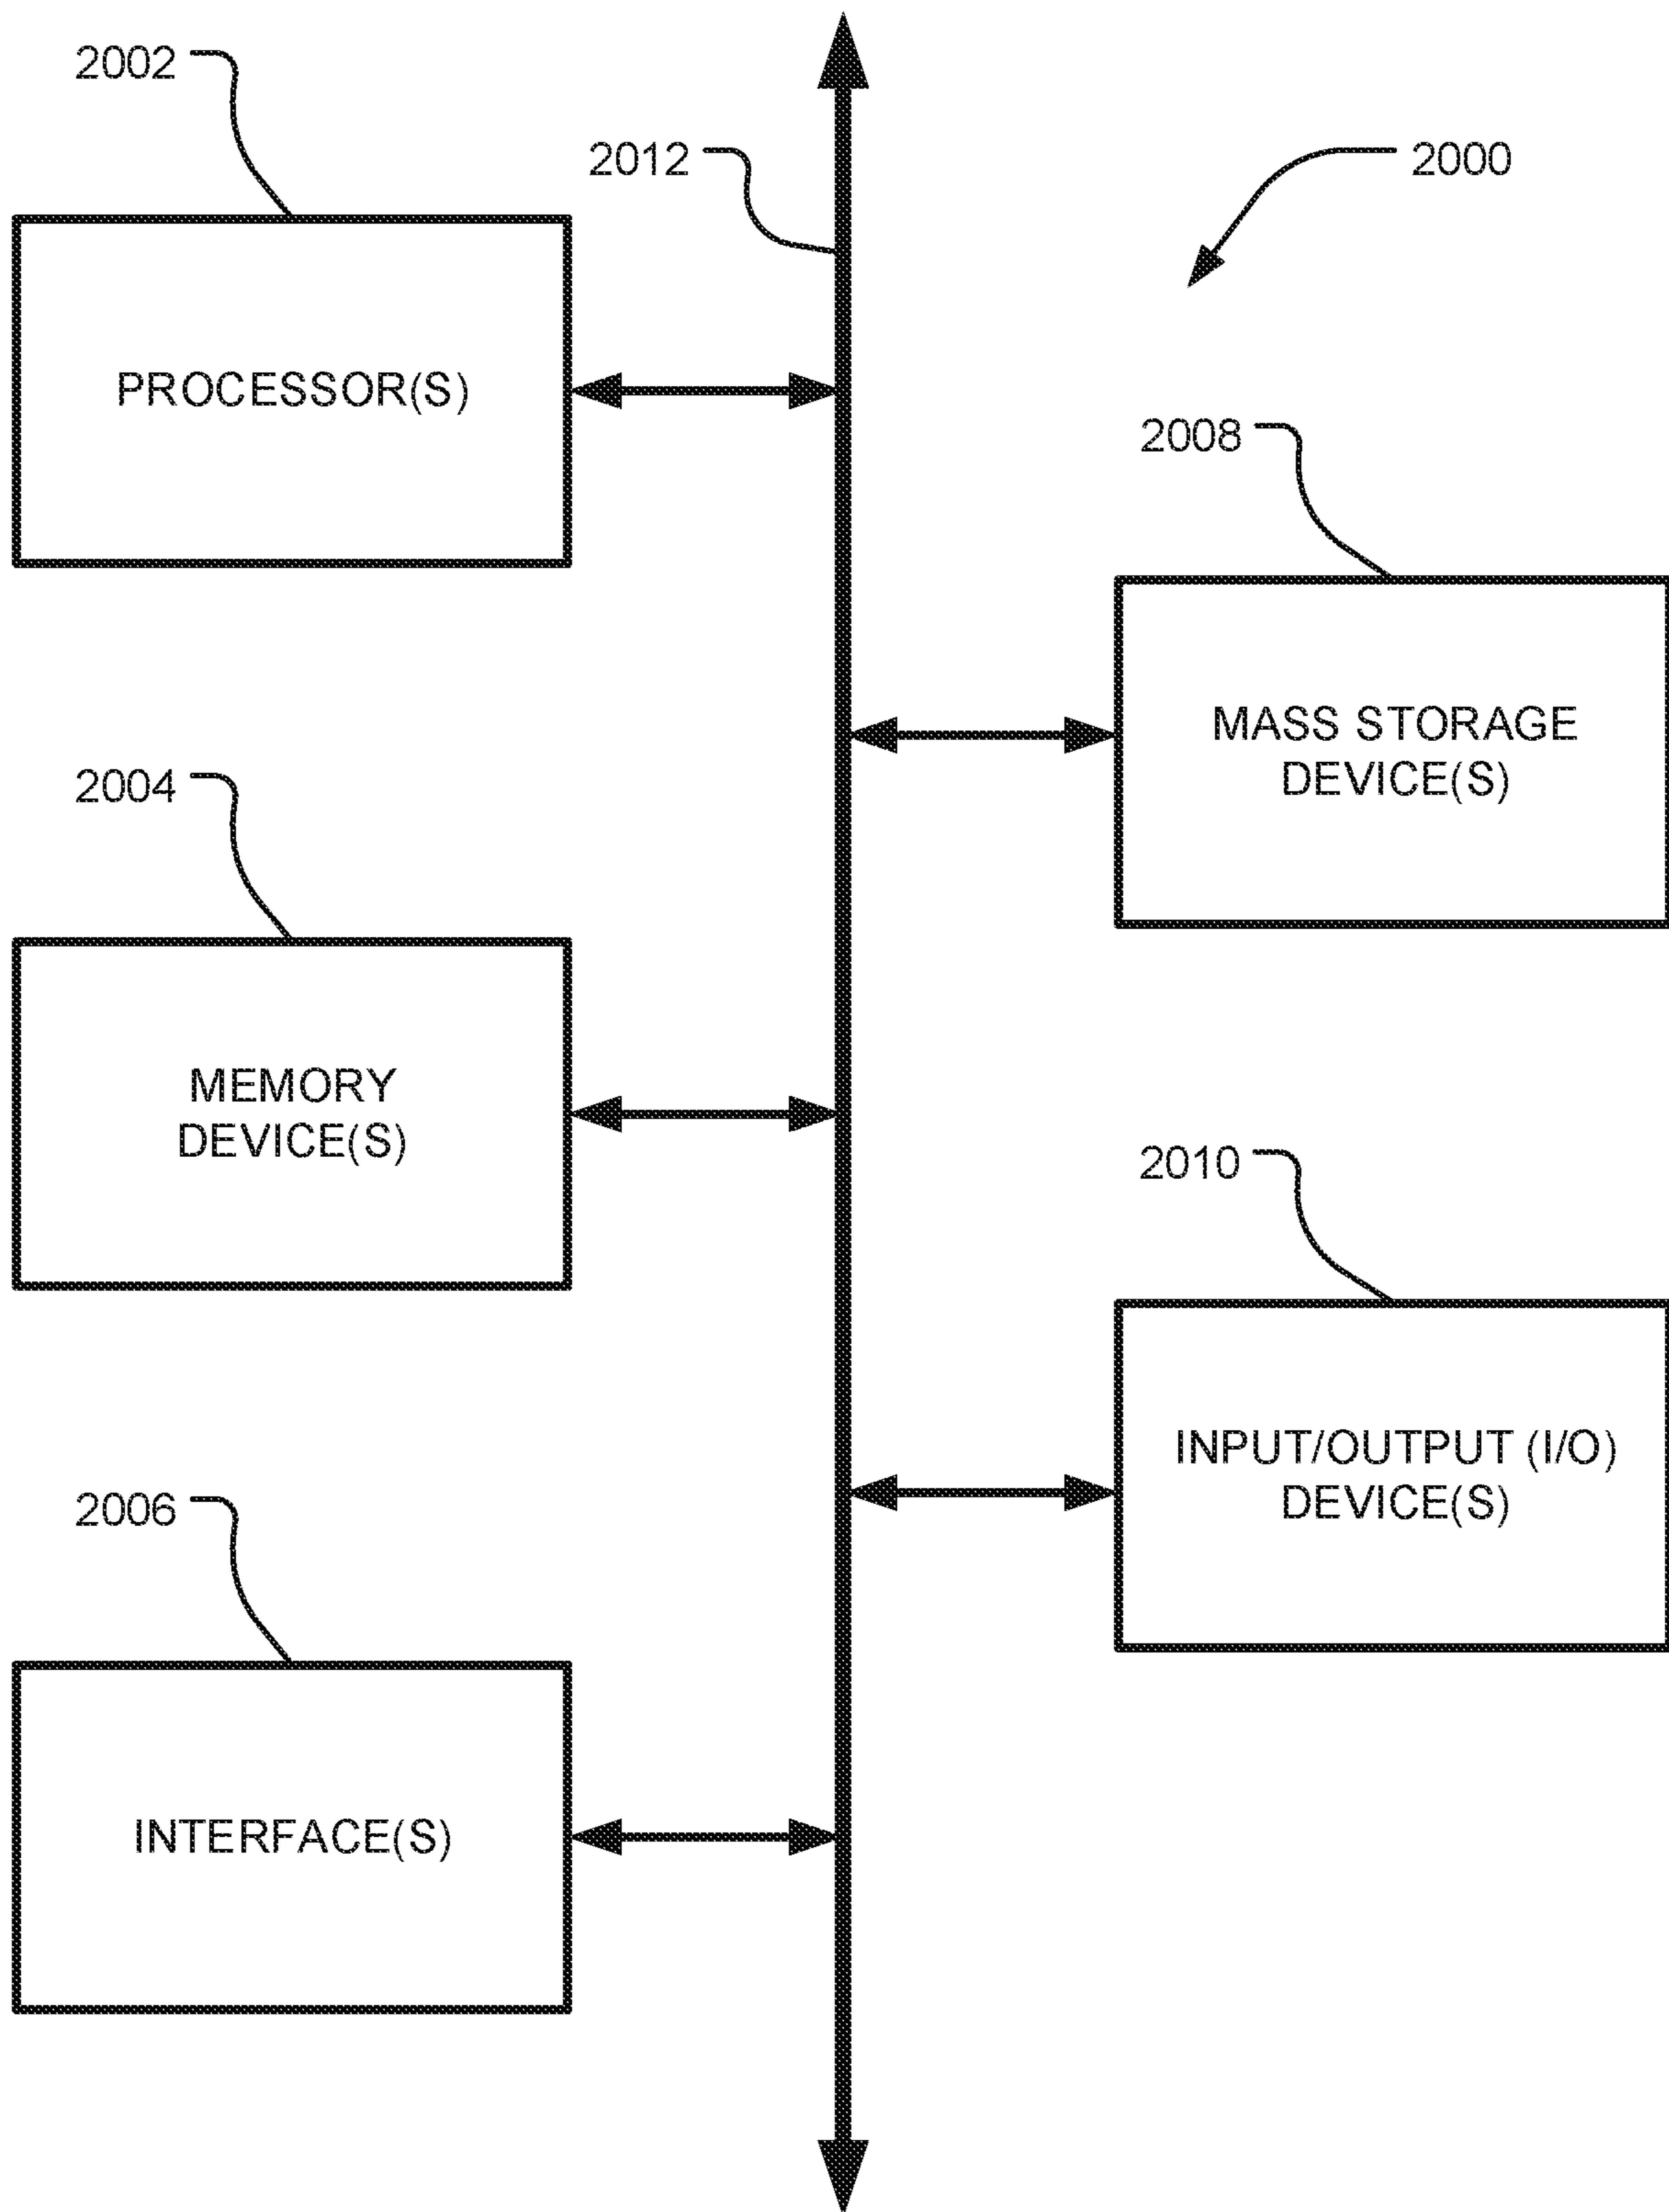 2002
2012
2000
PROCESSOR(S)
2008
MASS STORAGE
DEVICE(S)
2004
MEMORY
DEVICE(S)
2010
INPUT/OUTPUT (I/O)
DEVICE(S)
2006
INTERFACE(S)